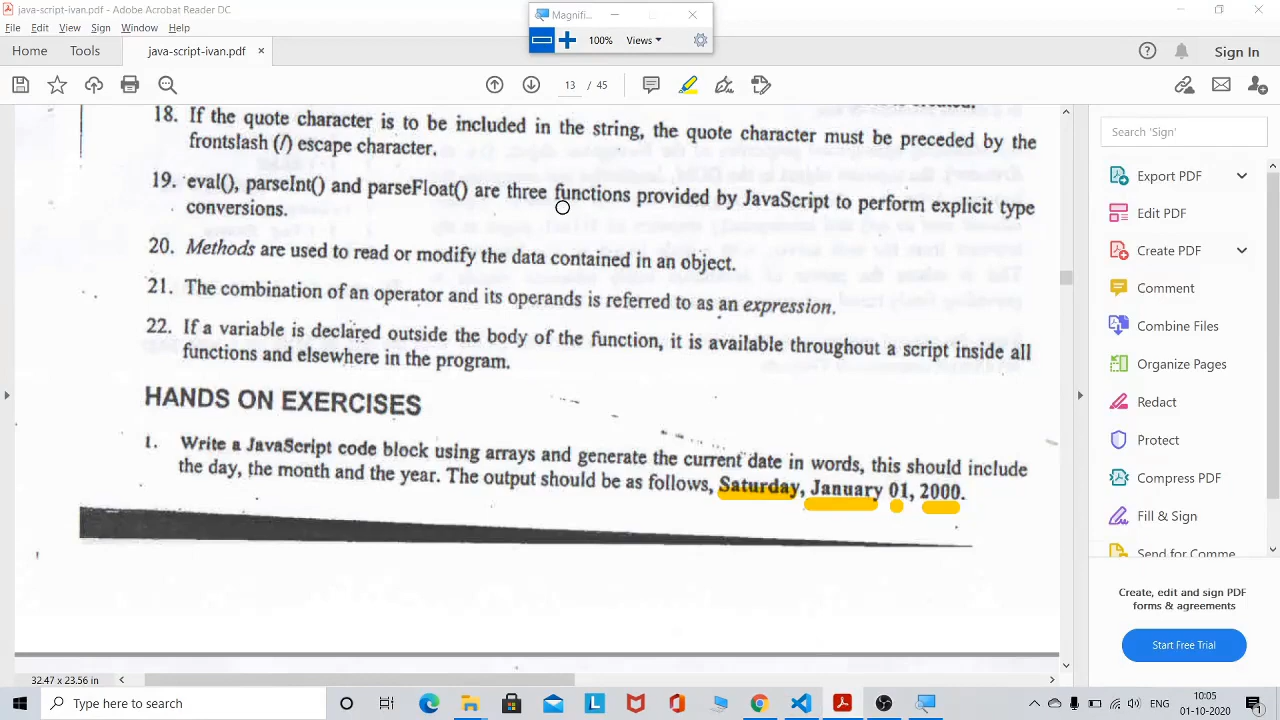 java-script-ivan.pdf - Adobe Acrobat Reader DC
File Edit View Sign Window Help
Magnifi...
100% Views
Home Tools java-script-ivan.pdf × Sign In
13 / 45
18. If the quote character is to be included in the string, the quote character must be preceded by the
frontslash (/) escape character.
19. eval(), parseInt() and parseFloat() are three functions provided by JavaScript to perform explicit type
conversions.
20. Methods are used to read or modify the data contained in an object.
21. The combination of an operator and its operands is referred to as an expression.
22. If a variable is declared outside the body of the function, it is available throughout a script inside all
functions and elsewhere in the program.
HANDS ON EXERCISES
1. Write a JavaScript code block using arrays and generate the current date in words, this should include
the day, the month and the year. The output should be as follows, Saturday, January 01, 2000.
32.47 x 23.56 in
Search 'Sign'
Export PDF
Edit PDF
Create PDF
Comment
Combine Files
Organize Pages
Redact
Protect
Compress PDF
Fill & Sign
Send for Comme
Create, edit and sign PDF
forms & agreements
Start Free Trial
Type here to search
ENG
10:05
01-10-2020